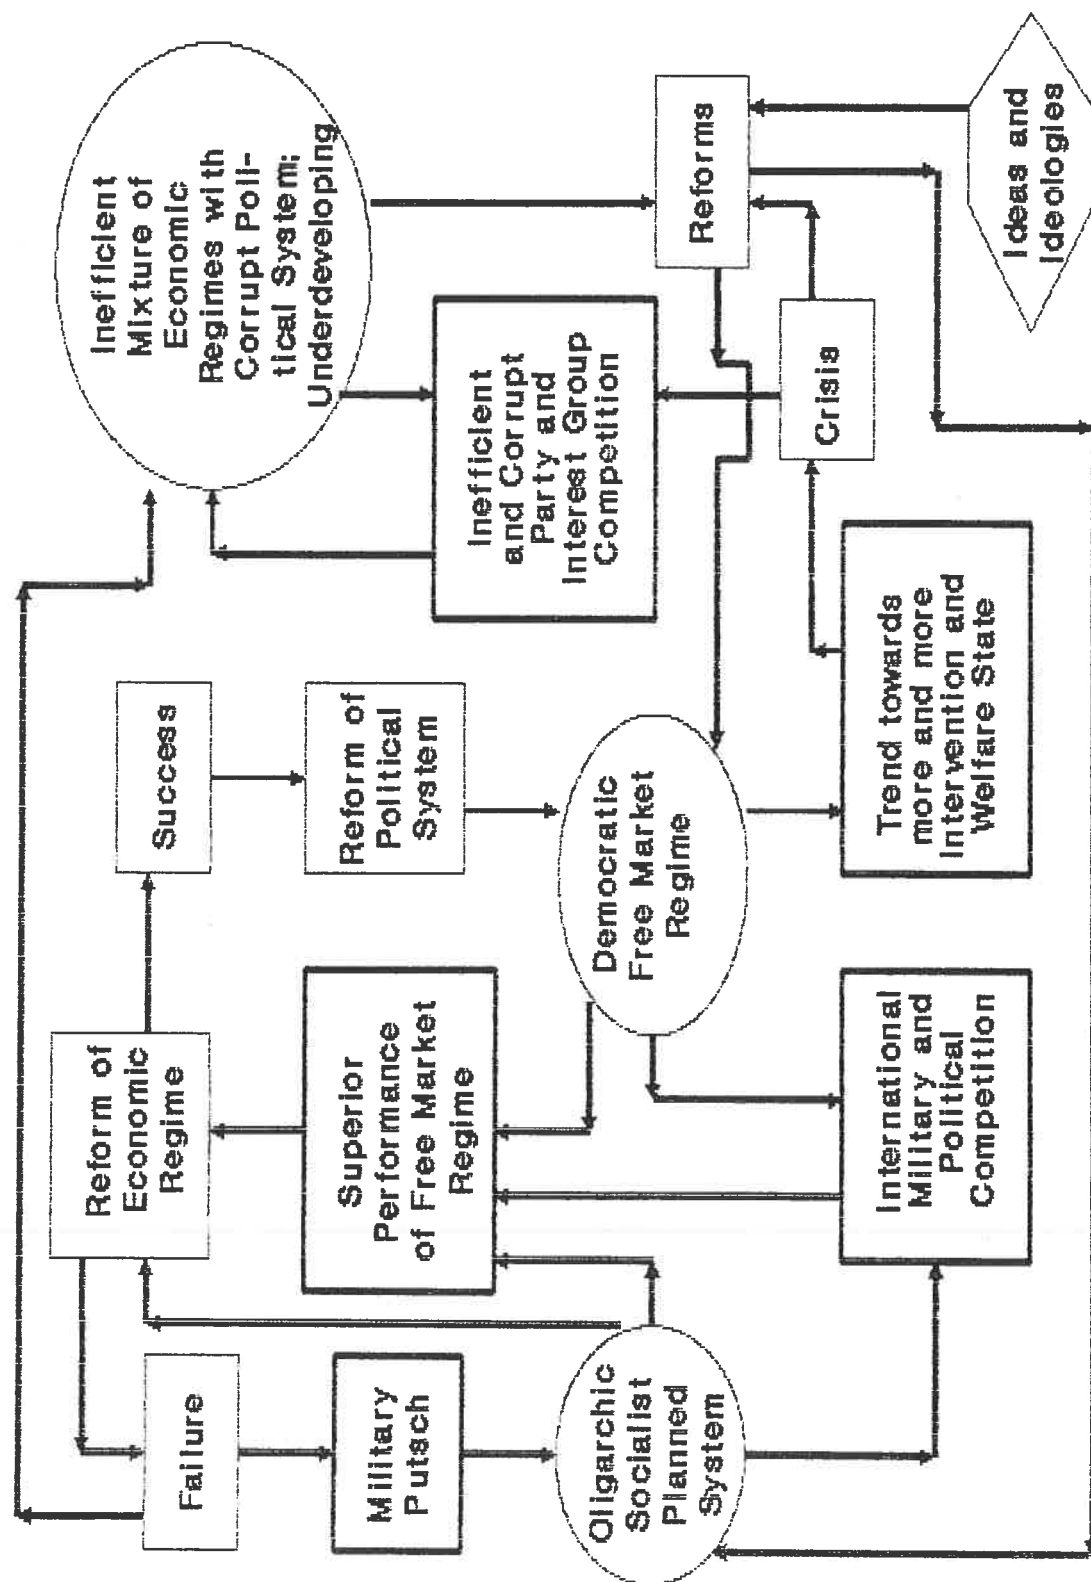 Failure
Reform of
Economic
Regime
Success
Inefficient
Mixture of
Economic
Regimes with
Corrupt Poli-
tical System;
Underdeveloping
Military
Putsch
Superior
Performance
of Free Market
Regime
Reform of
Political
System
Inefficient
and Corrupt
Party and
Interest Group
Competition
Oligarchic
Socialist
Planned
System
Democratic
Free Market
Regime
Reforms
International
Military and
Political
Competition
Trend towards
more and more
Intervention and
Welfare State
Crisis
Ideas and
Ideologies